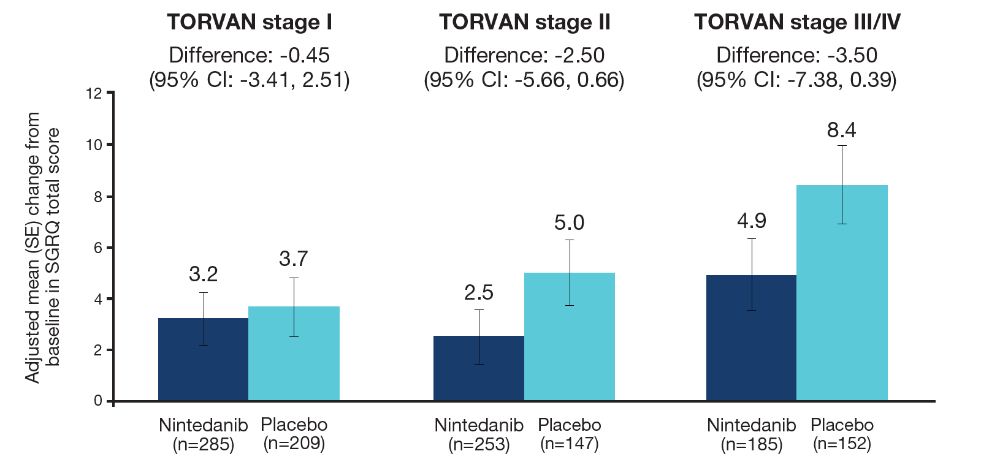 TORVAN stage I
Difference: -0.45
(95% CI: -3.41, 2.51)
TORVAN stage II
Difference: -2.50
(95% CI: -5.66, 0.66)
TORVAN stage III/IV
Difference: -3.50
(95% CI: -7.38, 0.39)
Adjusted mean (SE) change from
baseline in SGRQ total score
12
10
8
6
4
2
0
3.2
3.7
2.5
5.0
4.9
8.4
Nintedanib
(n=285)
Placebo
(n=209)
Nintedanib
(n=253)
Placebo
(n=147)
Nintedanib
(n=185)
Placebo
(n=152)